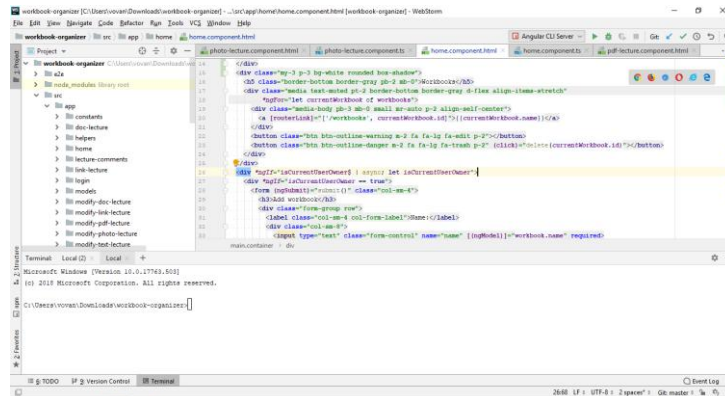 workbook-organizer [C:\Users\vovan\Downloads\workbook-organizer] - ...\src\app\home\home.component.html [workbook-organizer] - WebStorm
File Edit View Navigate Code Refactor Run Tools VCS Window Help
workbook-organizer src app home home.component.html
Angular CLI Server Git:
Project
photo-lecture.component.html photo-lecture.component.ts home.component.html home.component.ts pdf-lecture.component.html
workbook-organizer C:\Users\vovan\Downloads\wo
e2e
node_modules library root
src
app
constants
doc-lecture
helpers
home
lecture-comments
link-lecture
login
models
modify-doc-lecture
modify-link-lecture
modify-pdf-lecture
modify-photo-lecture
modify-text-lecture
</div>
<div class="my-3 p-3 bg-white rounded box-shadow">
<h5 class="border-bottom border-gray pb-2 mb-0">Workbooks</h5>
<div class="media text-muted pt-2 border-bottom border-gray d-flex align-items-stretch"
*ngFor="let currentWorkbook of workbooks">
<div class="media-body pb-3 mb-0 small mr-auto p-2 align-self-center">
<a [routerLink]="['/workbooks', currentWorkbook.id]">{{currentWorkbook.name}}</a>
</div>
<button class="btn btn-outline-warning m-2 fa fa-lg fa-edit p-2"></button>
<button class="btn btn-outline-danger m-2 fa fa-lg fa-trash p-2" (click)="delete(currentWorkbook.id)"></button>
</div>
</div>
<div *ngIf="isCurrentUserOwner$ | async; let isCurrentUserOwner">
<div *ngIf="isCurrentUserOwner == true">
<form (ngSubmit)="submit()" class="col-sm-6">
<h3>Add workbook</h3>
<div class="form-group row">
<label class="col-sm-4 col-form-label">Name:</label>
<div class="col-sm-8">
<input type="text" class="form-control" name="name" [(ngModel)]="workbook.name" required>
main.container div
Terminal: Local (2) Local +
Microsoft Windows [Version 10.0.17763.503]
(c) 2018 Microsoft Corporation. All rights reserved.
C:\Users\vovan\Downloads\workbook-organizer>
1: Project
Z: Structure
npm
2: Favorites
6: TODO 9: Version Control Terminal Event Log
26:68 LF UTF-8 2 spaces* Git: master